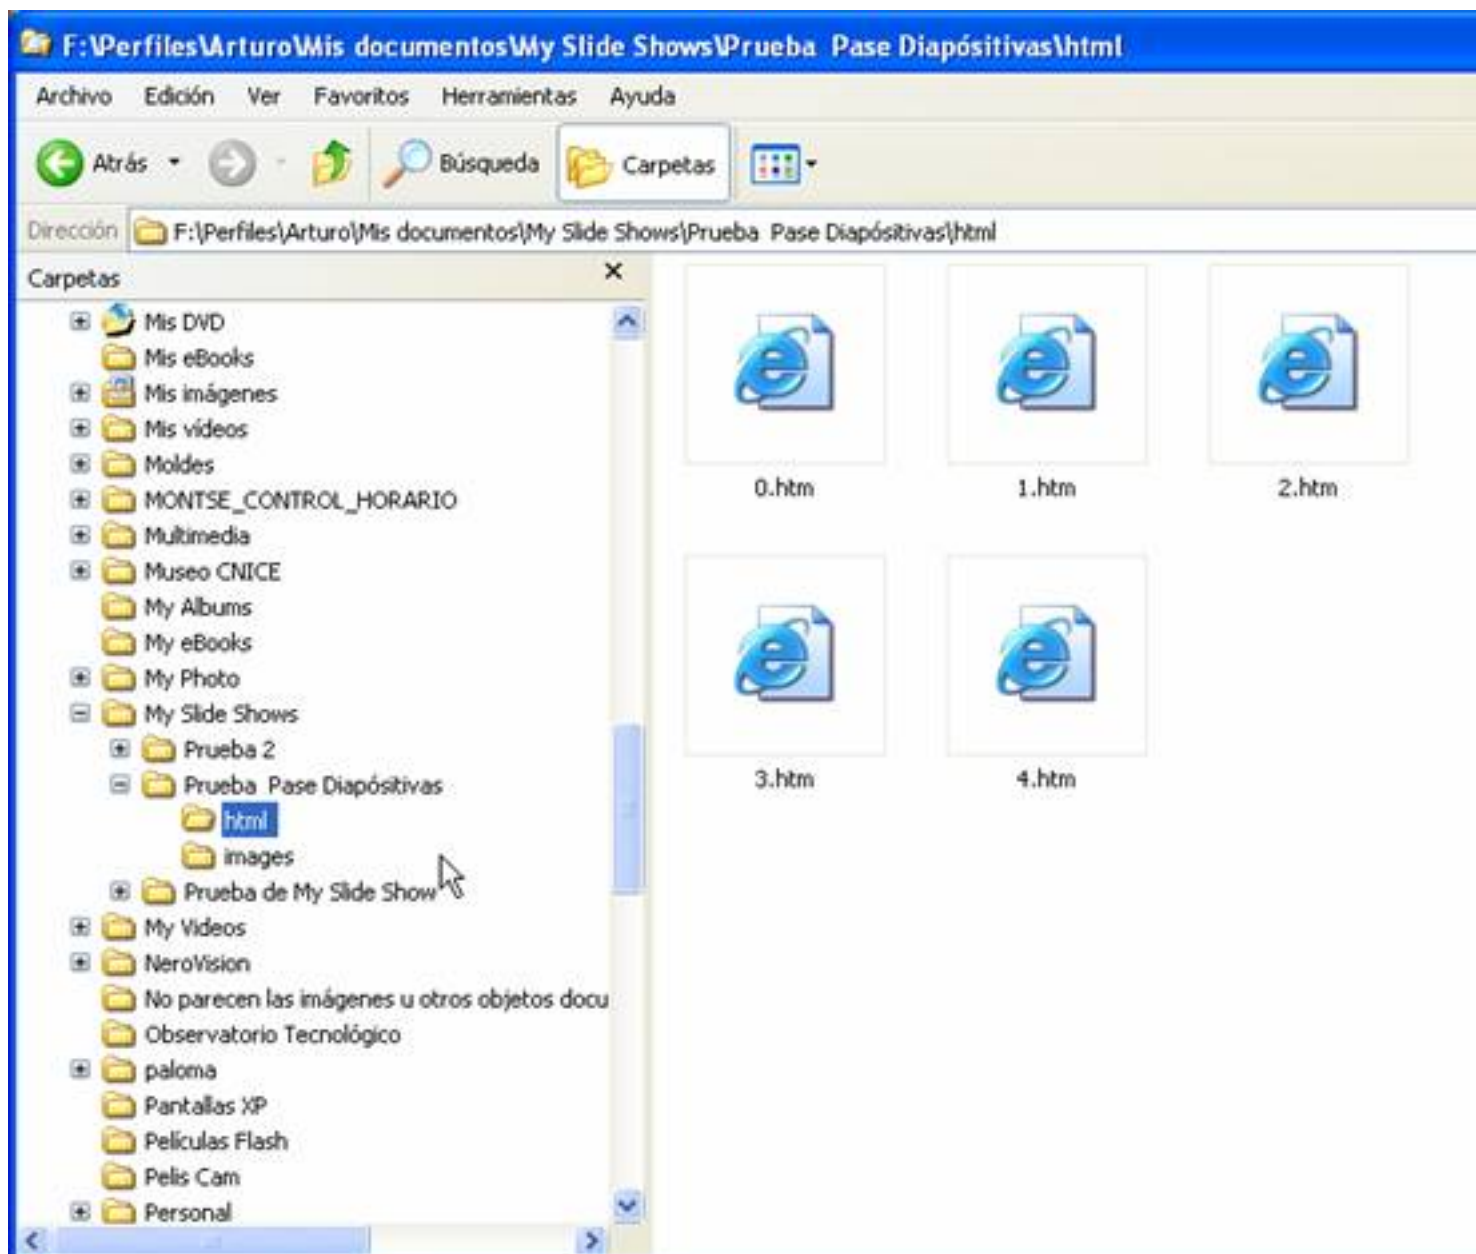 F:\Perfiles\Arturo\Mis documentos\My Slide Shows\Prueba  Pase Diapósitivas\html
Archivo Edición Ver Favoritos Herramientas Ayuda
Atrás Búsqueda Carpetas
Dirección F:\Perfiles\Arturo\Mis documentos\My Slide Shows\Prueba  Pase Diapósitivas\html
Carpetas
Mis DVD
Mis eBooks
Mis imágenes
Mis vídeos
Moldes
MONTSE_CONTROL_HORARIO
Multimedia
Museo CNICE
My Albums
My eBooks
My Photo
My Slide Shows
Prueba 2
Prueba  Pase Diapósitivas
html
images
Prueba de My Slide Show
My Videos
NeroVision
No parecen las imágenes u otros objetos docu
Observatorio Tecnológico
paloma
Pantallas XP
Películas Flash
Pelis Cam
Personal
0.htm 1.htm 2.htm
3.htm 4.htm